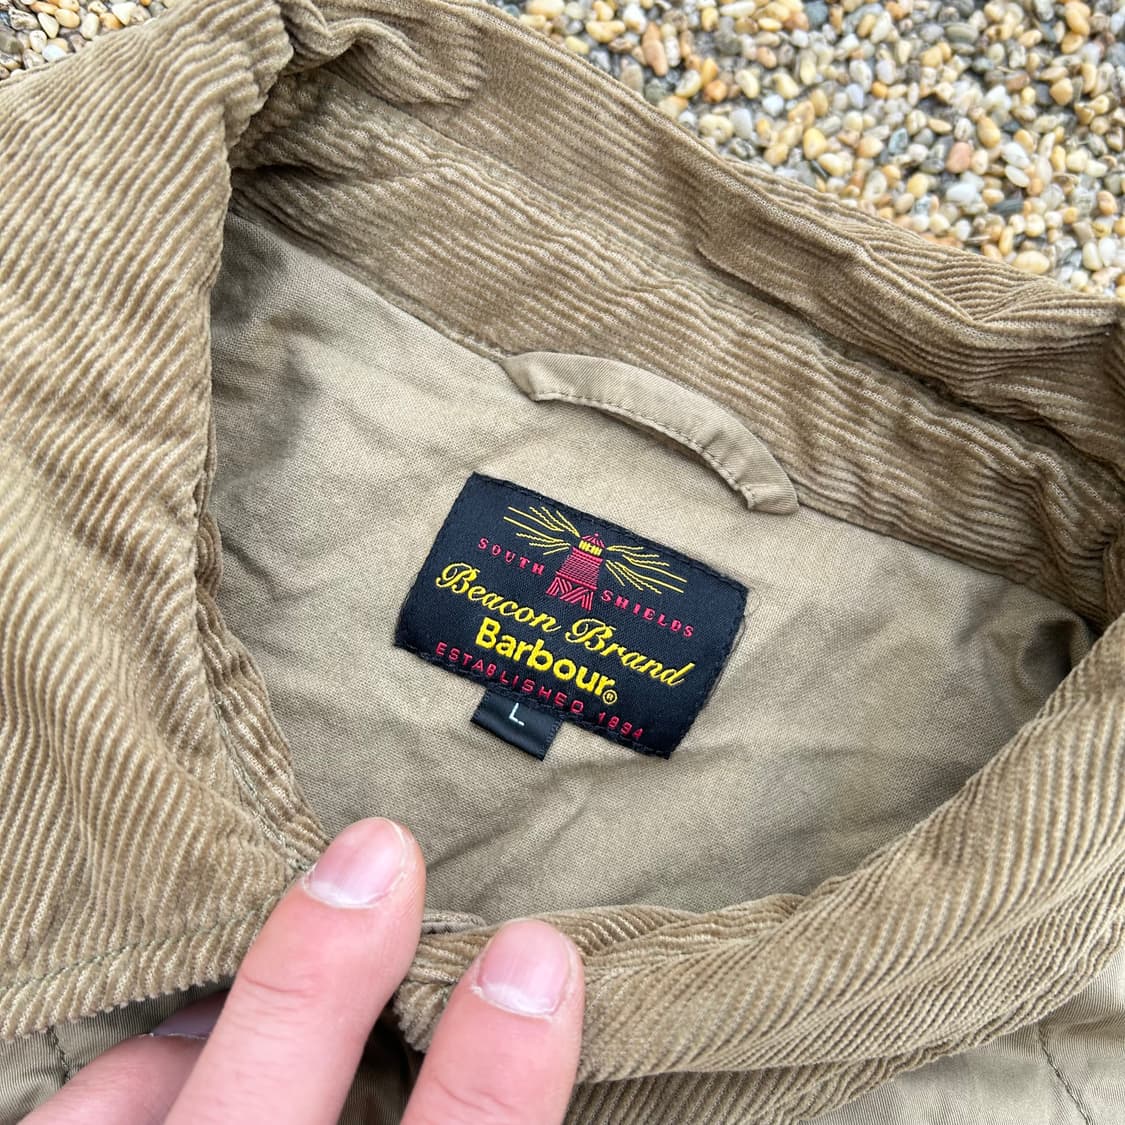 SOUTH SHIELDS
Beacon Brand
Barbour®
ESTABLISHED 1894
L